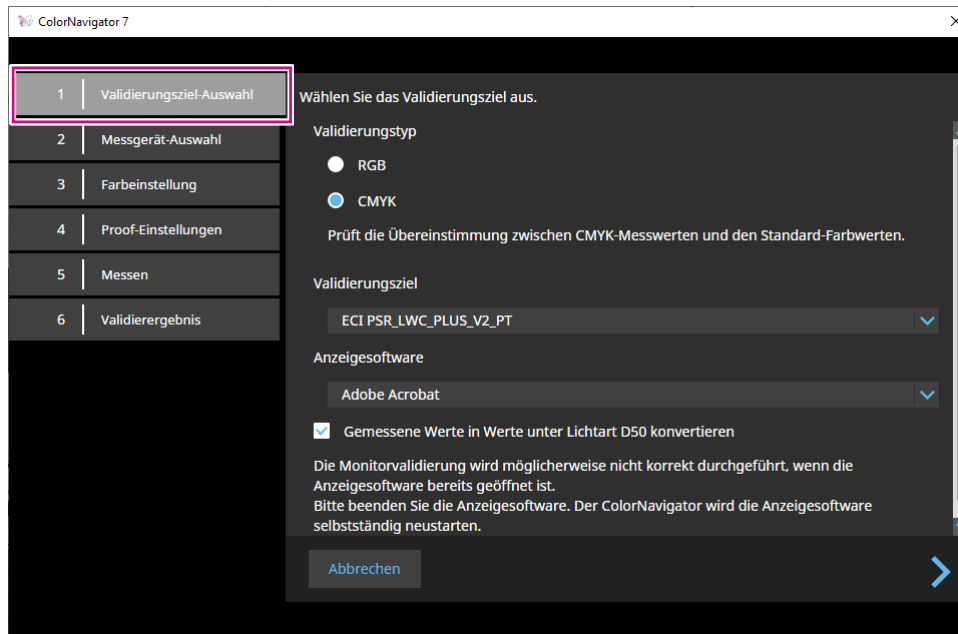 ColorNavigator 7
1 Validierungsziel-Auswahl
2 Messgerät-Auswahl
3 Farbeinstellung
4 Proof-Einstellungen
5 Messen
6 Validierergebnis
Wählen Sie das Validierungsziel aus.
Validierungstyp
RGB
CMYK
Prüft die Übereinstimmung zwischen CMYK-Messwerten und den Standard-Farbwerten.
Validierungsziel
ECI PSR_LWC_PLUS_V2_PT
Anzeigesoftware
Adobe Acrobat
Gemessene Werte in Werte unter Lichtart D50 konvertieren
Die Monitorvalidierung wird möglicherweise nicht korrekt durchgeführt, wenn die
Anzeigesoftware bereits geöffnet ist.
Bitte beenden Sie die Anzeigesoftware. Der ColorNavigator wird die Anzeigesoftware
selbstständig neustarten.
Abbrechen